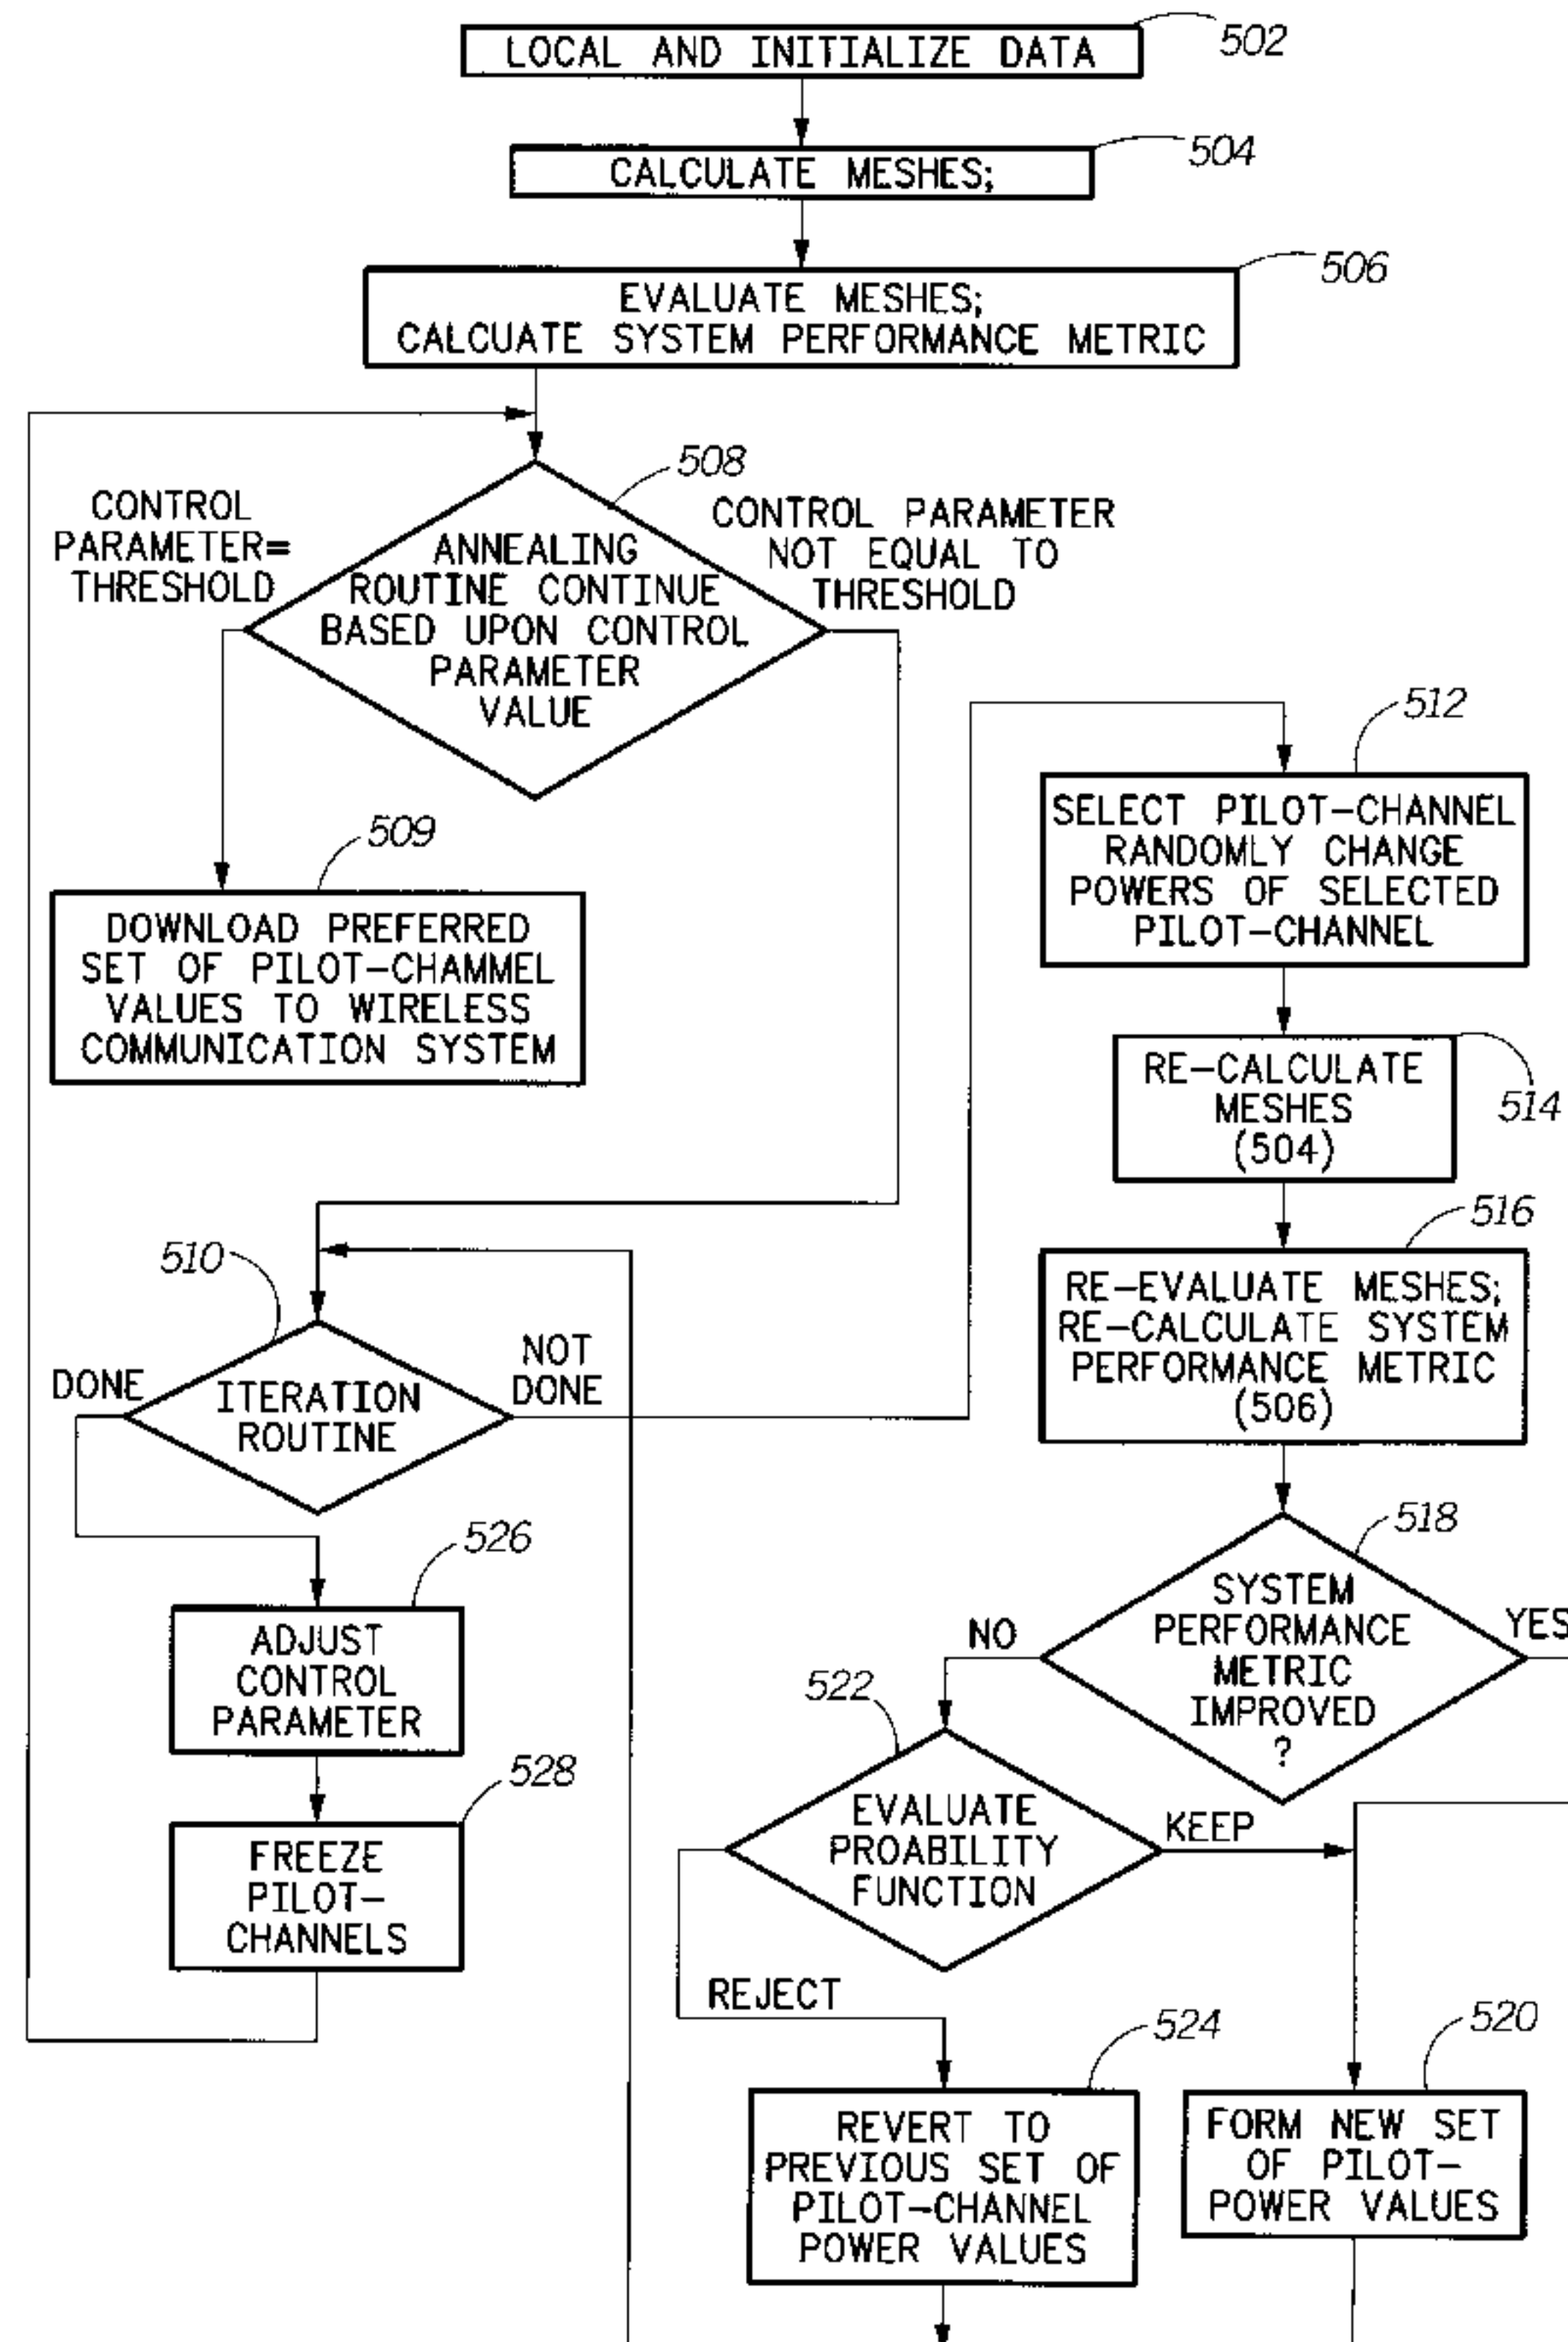 LOCAL AND INITIALIZE DATA
502
CALCULATE MESHES;
504
EVALUATE MESHES;
CALCUATE SYSTEM PERFORMANCE METRIC
506
508
CONTROL
PARAMETER=
THRESHOLD
ANNEALING
ROUTINE CONTINUE
BASED UPON CONTROL
PARAMETER
VALUE
CONTROL PARAMETER
NOT EQUAL TO
THRESHOLD
509
DOWNLOAD PREFERRED
SET OF PILOT-CHAMMEL
VALUES TO WIRELESS
COMMUNICATION SYSTEM
512
SELECT PILOT-CHANNEL
RANDOMLY CHANGE
POWERS OF SELECTED
PILOT-CHANNEL
RE-CALCULATE
MESHES
(504)
514
516
RE-EVALUATE MESHES;
RE-CALCULATE SYSTEM
PERFORMANCE METRIC
(506)
510
DONE
ITERATION
ROUTINE
NOT
DONE
526
ADJUST
CONTROL
PARAMETER
528
FREEZE
PILOT-
CHANNELS
518
SYSTEM
PERFORMANCE
METRIC
IMPROVED
?
NO
YES
522
EVALUATE
PROABILITY
FUNCTION
KEEP
REJECT
524
REVERT TO
PREVIOUS SET OF
PILOT-CHANNEL
POWER VALUES
520
FORM NEW SET
OF PILOT-
POWER VALUES